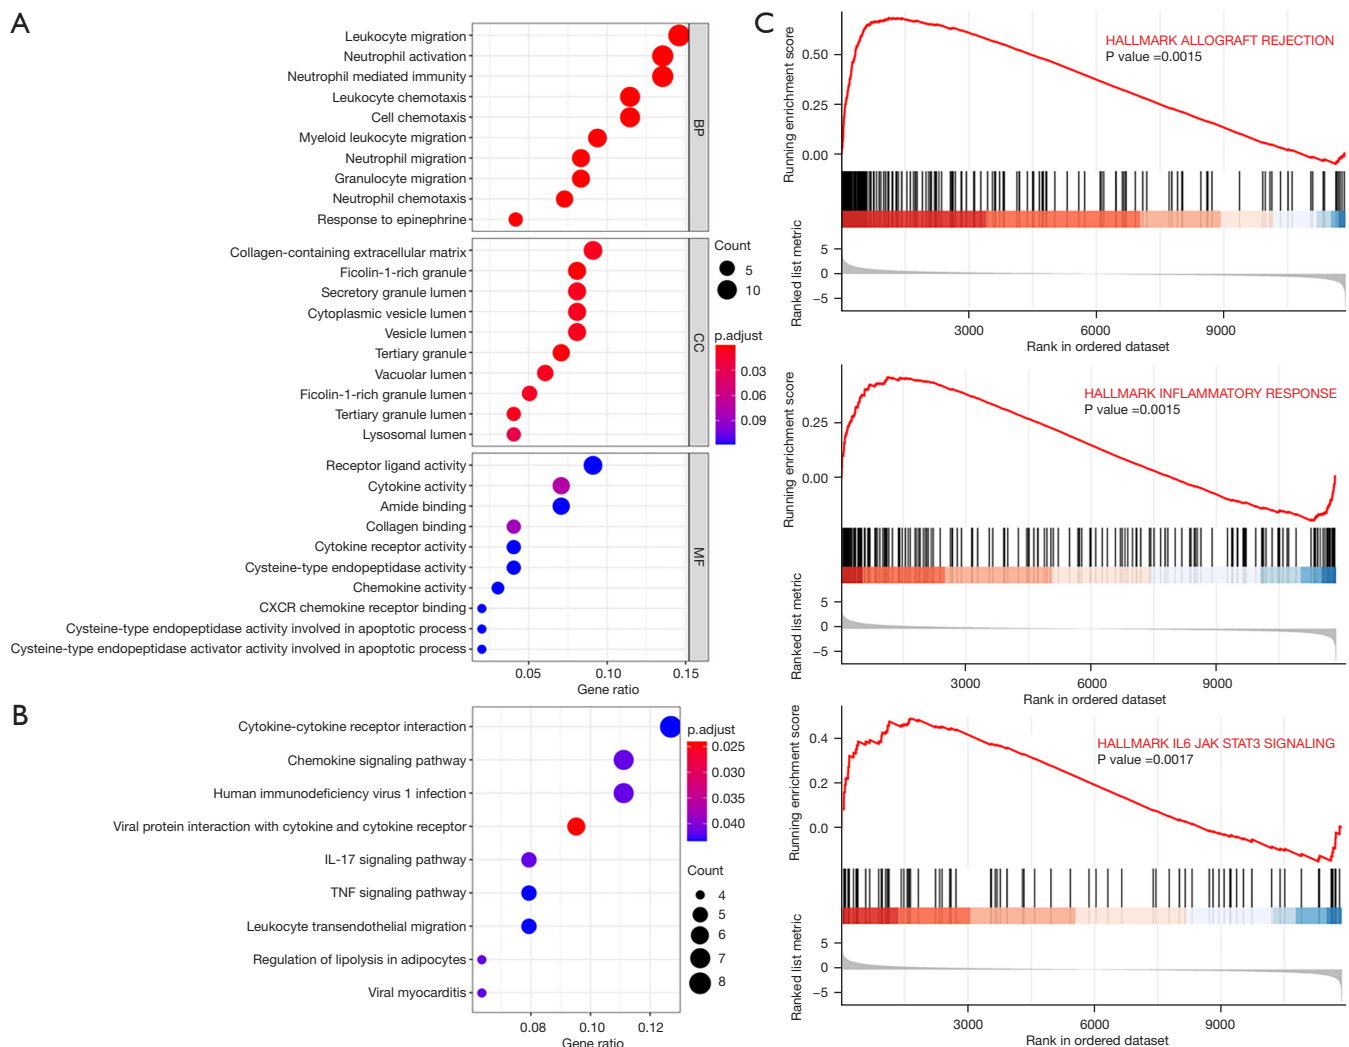 A
Leukocyte migration
Neutrophil activation
Neutrophil mediated immunity
Leukocyte chemotaxis
Cell chemotaxis
Myeloid leukocyte migration
Neutrophil migration
Granulocyte migration
Neutrophil chemotaxis
Response to epinephrine
BP
Collagen-containing extracellular matrix
Ficolin-1-rich granule
Secretory granule lumen
Cytoplasmic vesicle lumen
Vesicle lumen
Tertiary granule
Vacuolar lumen
Ficolin-1-rich granule lumen
Tertiary granule lumen
Lysosomal lumen
CC
Receptor ligand activity
Cytokine activity
Amide binding
Collagen binding
Cytokine receptor activity
Cysteine-type endopeptidase activity
Chemokine activity
CXCR chemokine receptor binding
Cysteine-type endopeptidase activity involved in apoptotic process
Cysteine-type endopeptidase activator activity involved in apoptotic process
MF
0.05 0.10 0.15
Gene ratio
Count
5
10
p.adjust
0.03
0.06
0.09
B
Cytokine-cytokine receptor interaction
Chemokine signaling pathway
Human immunodeficiency virus 1 infection
Viral protein interaction with cytokine and cytokine receptor
IL-17 signaling pathway
TNF signaling pathway
Leukocyte transendothelial migration
Regulation of lipolysis in adipocytes
Viral myocarditis
0.08 0.10 0.12
Gene ratio
p.adjust
0.025
0.030
0.035
0.040
Count
4
5
6
7
8
C
Running enrichment score
0.50
0.25
0.00
HALLMARK ALLOGRAFT REJECTION
P value =0.0015
Ranked list metric
5
0
−5
3000 6000 9000
Rank in ordered dataset
Running enrichment score
0.25
0.00
HALLMARK INFLAMMATORY RESPONSE
P value =0.0015
Ranked list metric
5
0
−5
3000 6000 9000
Rank in ordered dataset
Running enrichment score
0.4
0.2
0.0
HALLMARK IL6 JAK STAT3 SIGNALING
P value =0.0017
Ranked list metric
5
0
−5
3000 6000 9000
Rank in ordered dataset